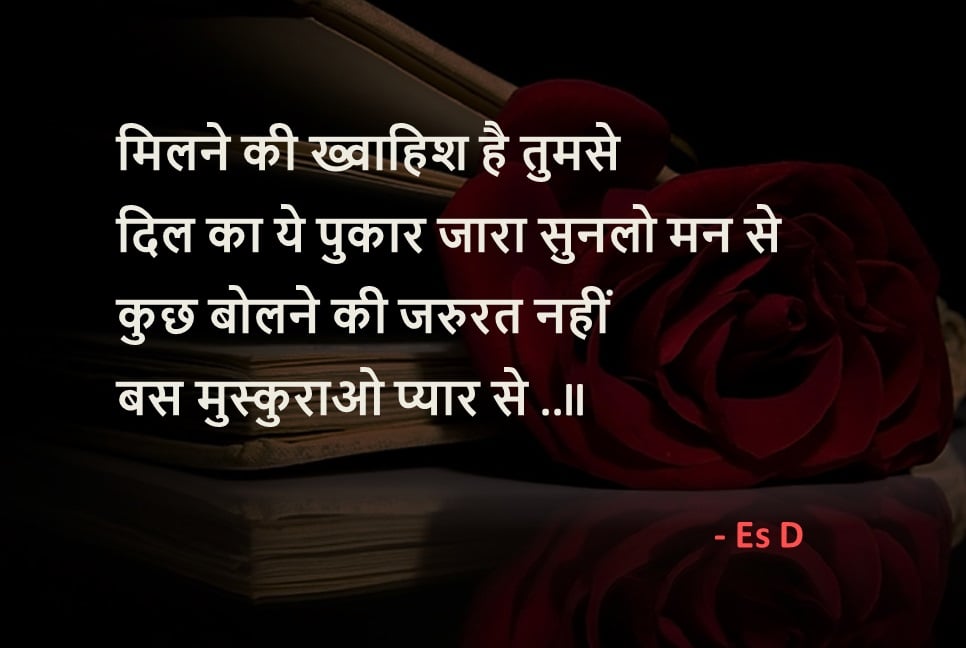 मिलने की ख्वाहिश है तुमसे
दिल का ये पुकार जारा सुनलो मन से
कुछ बोलने की जरुरत नहीं
बस मुस्कुराओ प्यार से ..॥
- Es D